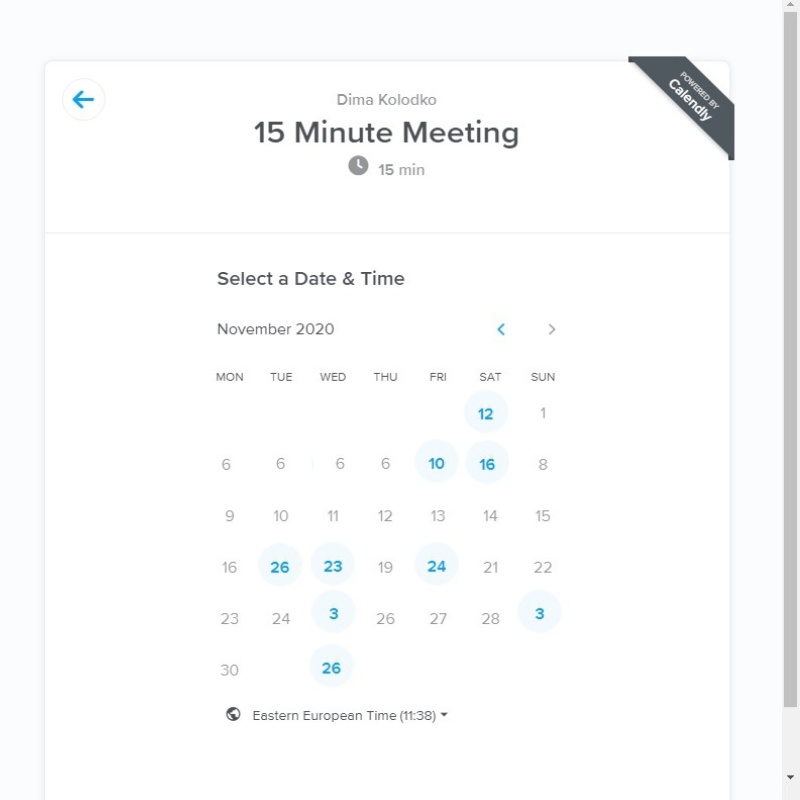 POWERED BY
Calendly
Dima Kolodko
15 Minute Meeting
15 min
Select a Date & Time
November 2020
MON TUE WED THU FRI SAT SUN
12 1
6 6 6 6 10 16 8
9 10 11 12 13 14 15
16 26 23 19 24 21 22
23 24 3 26 27 28 3
30 26
Eastern European Time (11:38)